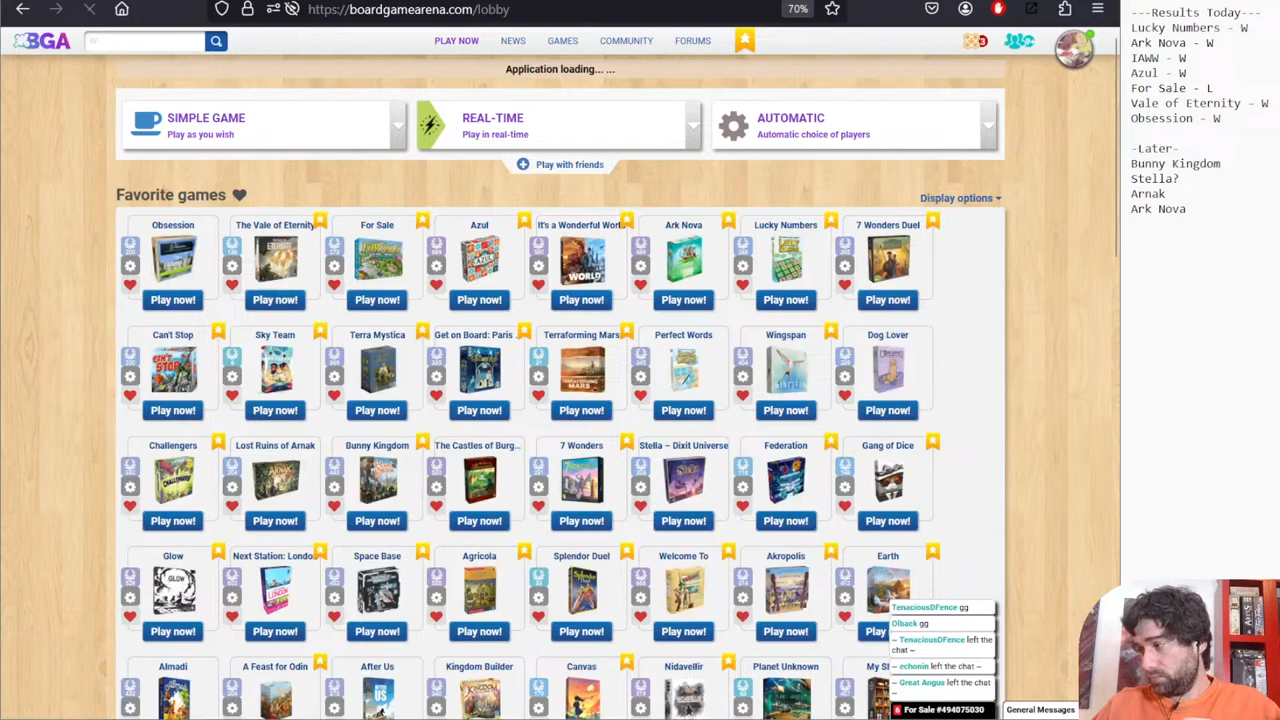 https://boardgamearena.com/lobby
70%
BGA
PLAY NOW
NEWS
GAMES
COMMUNITY
FORUMS
3
Application loading... ...
SIMPLE GAME
Play as you wish
REAL-TIME
Play in real-time
AUTOMATIC
Automatic choice of players
Play with friends
Favorite games
Display options
Obsession
The Vale of Eternity
For Sale
Azul
It's a Wonderful Worl
Ark Nova
Lucky Numbers
7 Wonders Duel
Play now! Play now! Play now! Play now! Play now! Play now! Play now! Play now!
Can't Stop
Sky Team
Terra Mystica
Get on Board: Paris ...
Terraforming Mars
Perfect Words
Wingspan
Dog Lover
Play now! Play now! Play now! Play now! Play now! Play now! Play now! Play now!
Challengers
Lost Ruins of Arnak
Bunny Kingdom
The Castles of Burg...
7 Wonders
Stella – Dixit Universe
Federation
Gang of Dice
Play now! Play now! Play now! Play now! Play now! Play now! Play now! Play now!
Glow
Next Station: Londo
Space Base
Agricola
Splendor Duel
Welcome To
Akropolis
Earth
Play now! Play now! Play now! Play now! Play now! Play now! Play now! Play
Almadi
A Feast for Odin
After Us
Kingdom Builder
Canvas
Nidavellir
Planet Unknown
My S
TenaciousDFence gg
Olback gg
~ TenaciousDFence left the
chat ~
~ echonin left the chat ~
~ Great Angus left the chat
~
6 For Sale #494075030
General Messages
---Results Today---
Lucky Numbers - W
Ark Nova - W
IAWW - W
Azul - W
For Sale - L
Vale of Eternity - W
Obsession - W
-Later-
Bunny Kingdom
Stella?
Arnak
Ark Nova